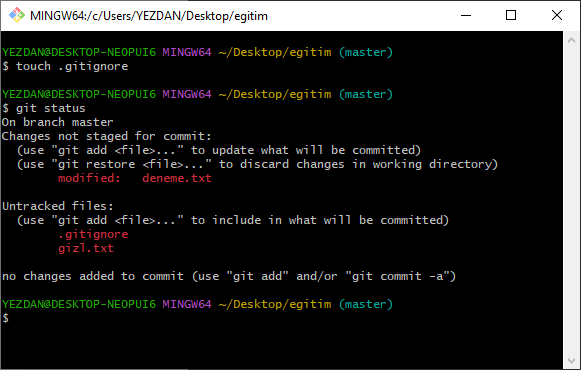 MINGW64:/c/Users/YEZDAN/Desktop/egitim
YEZDAN@DESKTOP-NEOPUI6 MINGW64 ~/Desktop/egitim (master)
$ touch .gitignore
YEZDAN@DESKTOP-NEOPUI6 MINGW64 ~/Desktop/egitim (master)
$ git status
On branch master
Changes not staged for commit:
  (use "git add <file>..." to update what will be committed)
  (use "git restore <file>..." to discard changes in working directory)
        modified:   deneme.txt
Untracked files:
  (use "git add <file>..." to include in what will be committed)
        .gitignore
        gizl.txt
no changes added to commit (use "git add" and/or "git commit -a")
YEZDAN@DESKTOP-NEOPUI6 MINGW64 ~/Desktop/egitim (master)
$